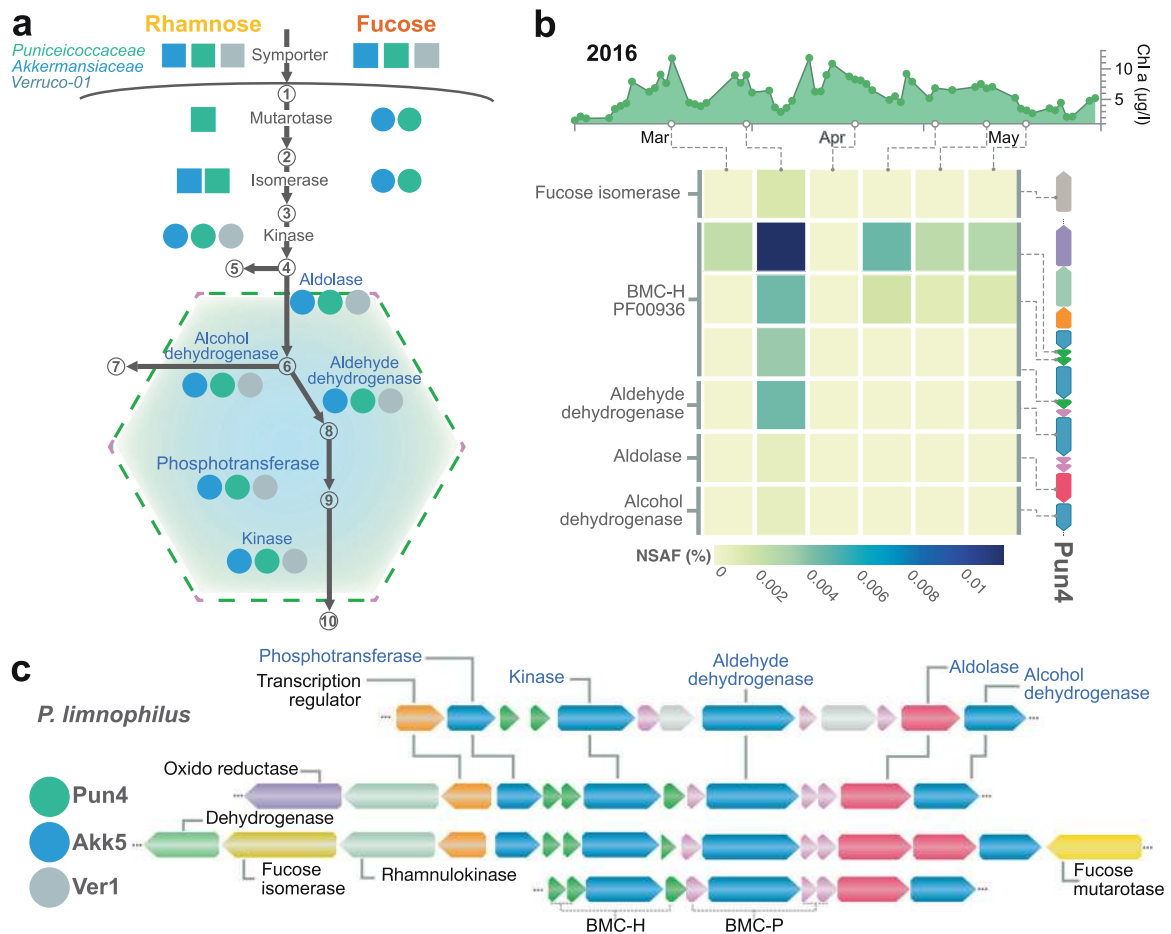 a
Rhamnose
Fucose
Puniceicoccaceae
Akkermansiaceae
Verruco-01
Symporter
1
Mutarotase
2
Isomerase
3
Kinase
4
5
Aldolase
Alcohol
dehydrogenase
7
6
Aldehyde
dehydrogenase
8
Phosphotransferase
9
Kinase
10
b
2016
10
5
Chl a (µg/l)
Mar
Apr
May
Fucose isomerase
BMC-H
PF00936
Aldehyde
dehydrogenase
Aldolase
Alcohol
dehydrogenase
NSAF (%)
0
0.002
0.004
0.006
0.008
0.01
Pun4
c
Phosphotransferase
Transcription
regulator
Kinase
Aldehyde
dehydrogenase
Aldolase
Alcohol
dehydrogenase
P. limnophilus
...
...
Oxido reductase
Pun4
...
...
Dehydrogenase
Akk5
...
...
Fucose
isomerase
Rhamnulokinase
Fucose
mutarotase
Ver1
...
...
BMC-H
BMC-P